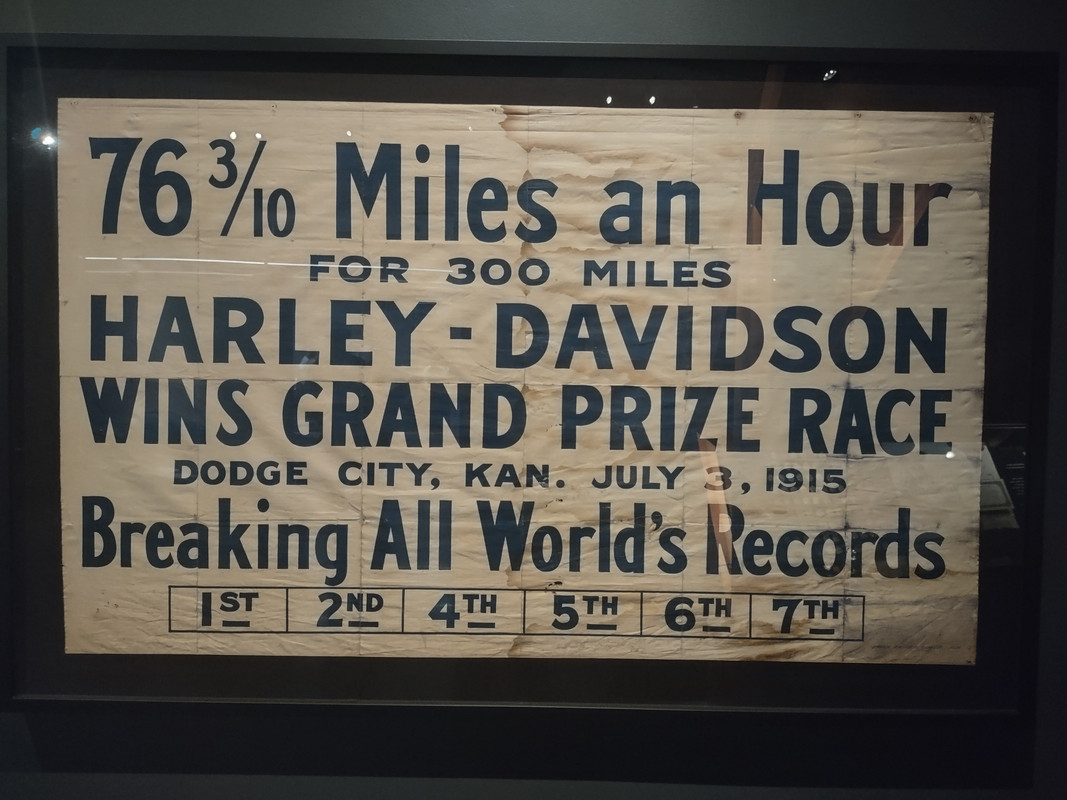 76 3/10 Miles an Hour
FOR 300 MILES
HARLEY-DAVIDSON
WINS GRAND PRIZE RACE
DODGE CITY, KAN. JULY 3, 1915
Breaking All World's Records
1ST 2ND 4TH 5TH 6TH 7TH